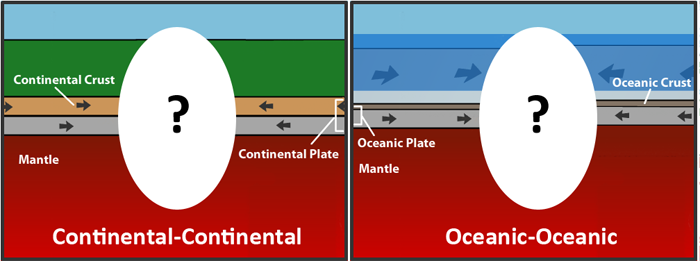 Continental Crust
?
Continental Plate
Mantle
Continental-Continental
Oceanic Crust
?
Oceanic Plate
Mantle
Oceanic-Oceanic